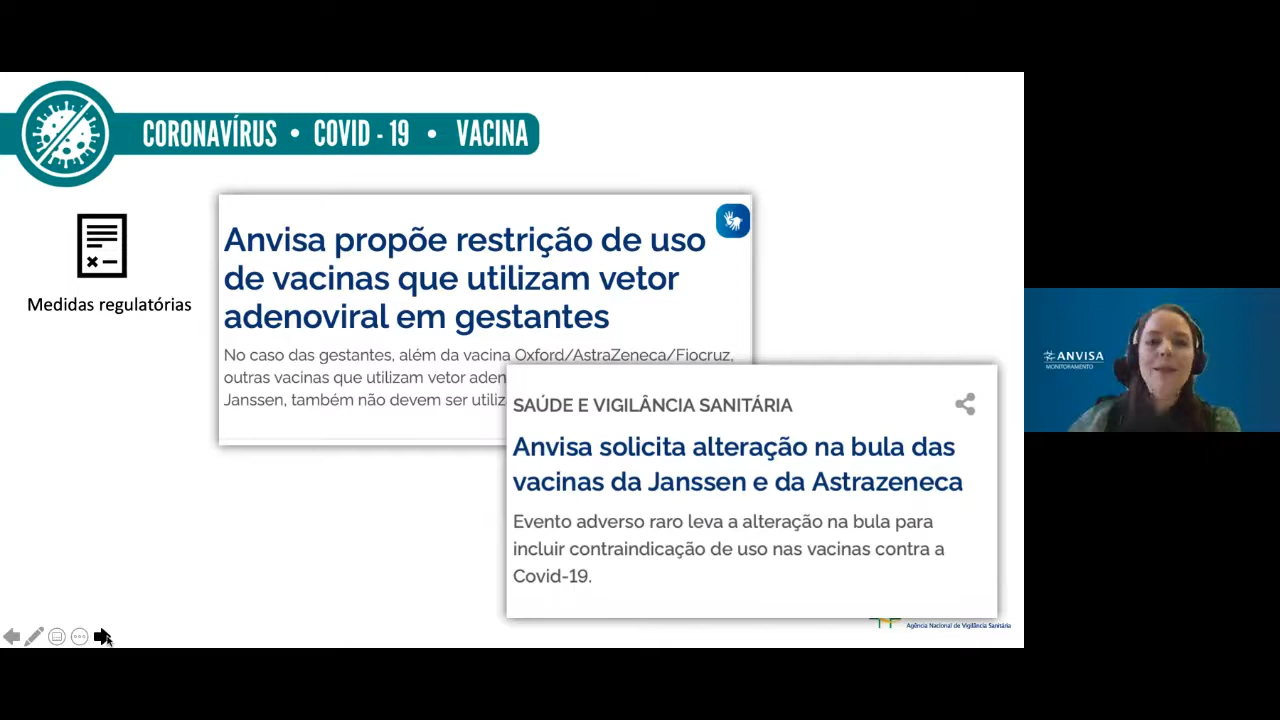 CORONAVÍRUS • COVID - 19 • VACINA
Medidas regulatórias
Anvisa propõe restrição de uso
de vacinas que utilizam vetor
adenoviral em gestantes
No caso das gestantes, além da vacina Oxford/AstraZeneca/Fiocruz,
outras vacinas que utilizam vetor
Janssen, também não devem ser
SAÚDE E VIGILÂNCIA SANITÁRIA
Anvisa solicita alteração na bula das
vacinas da Janssen e da Astrazeneca
Evento adverso raro leva a alteração na bula para
incluir contraindicação de uso nas vacinas contra a
Covid-19.
Agência Nacional de Vigilância Sanitária
ANVISA
MONITORAMENTO